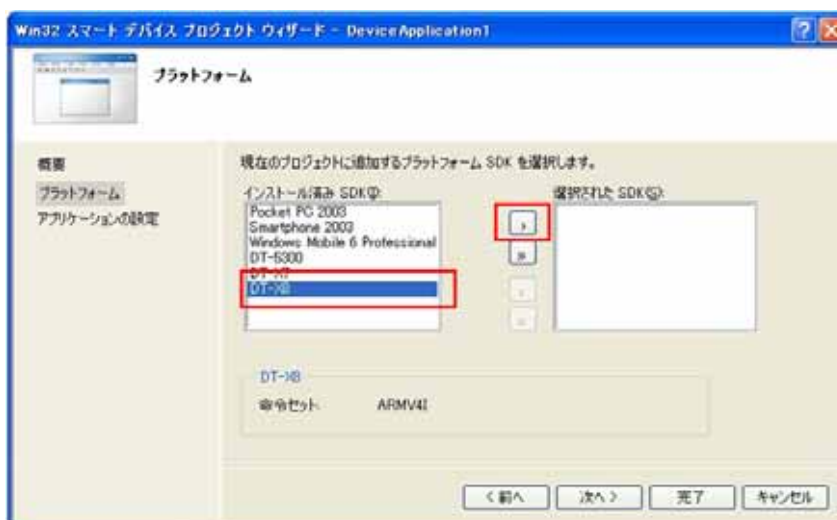 Win32 スマート デバイス プロジェクト ウィザード - DeviceApplication1
プラットフォーム
概要
プラットフォーム
アプリケーションの設定
現在のプロジェクトに追加するプラットフォーム SDK を選択します。
インストール済み SDK(I):
Pocket PC 2003
Smartphone 2003
Windows Mobile 6 Professional
DT-5300
DT-X7
DT-X8
選択された SDK(S):
>
»
DT-X8
命令セット
ARMV4I
< 前へ
次へ >
完了
キャンセル